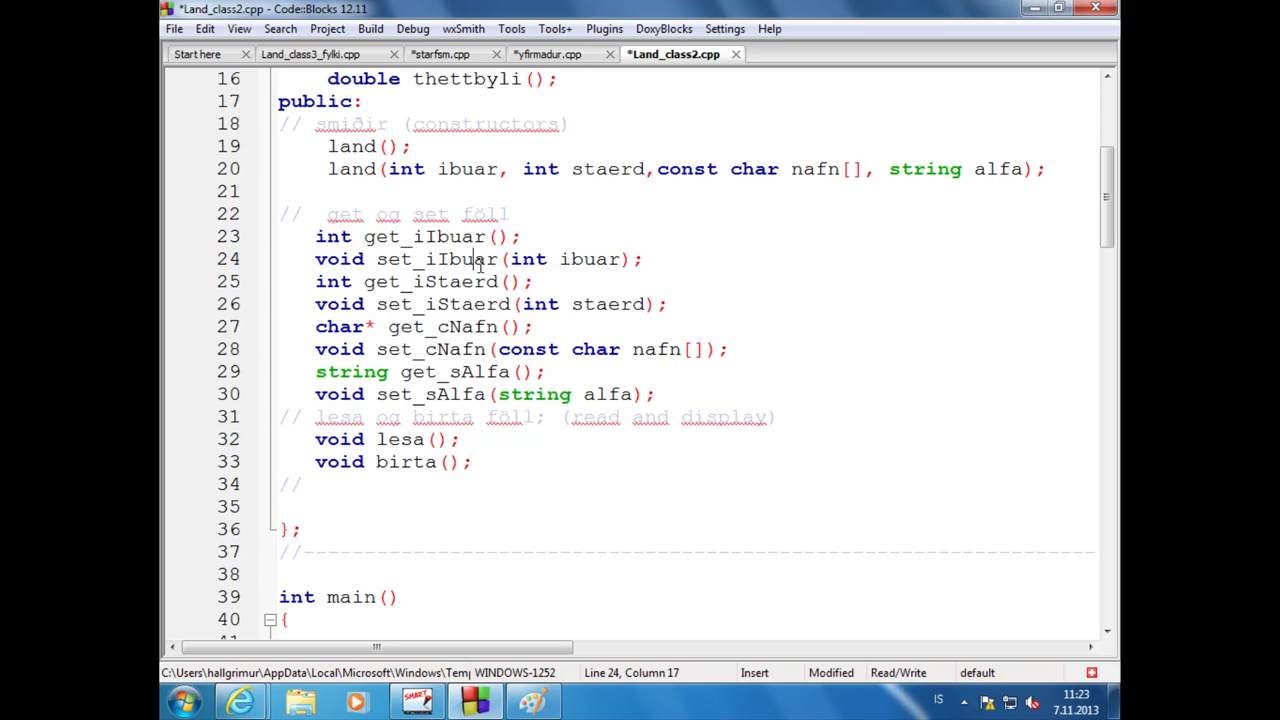 *Land_class2.cpp - Code::Blocks 12.11
File Edit View Search Project Build Debug wxSmith Tools Tools+ Plugins DoxyBlocks Settings Help
Start here Land_class3_fylki.cpp *starfsm.cpp *yfirmadur.cpp *Land_class2.cpp
16 double thettbyli();
17 public:
18 // smiðir (constructors)
19 land();
20 land(int ibuar, int staerd,const char nafn[], string alfa);
21
22 // get og set föll
23 int get_iIbuar();
24 void set_iIbuar(int ibuar);
25 int get_iStaerd();
26 void set_iStaerd(int staerd);
27 char* get_cNafn();
28 void set_cNafn(const char nafn[]);
29 string get_sAlfa();
30 void set_sAlfa(string alfa);
31 // lesa og birta föll; (read and display)
32 void lesa();
33 void birta();
34 //
35
36 };
37 //-----------------------------------------------------------------
38
39 int main()
40 {
C:\Users\hallgrimur\AppData\Local\Microsoft\Windows\Temp WINDOWS-1252 Line 24, Column 17 Insert Modified Read/Write default
SMART IS 11:23
7.11.2013